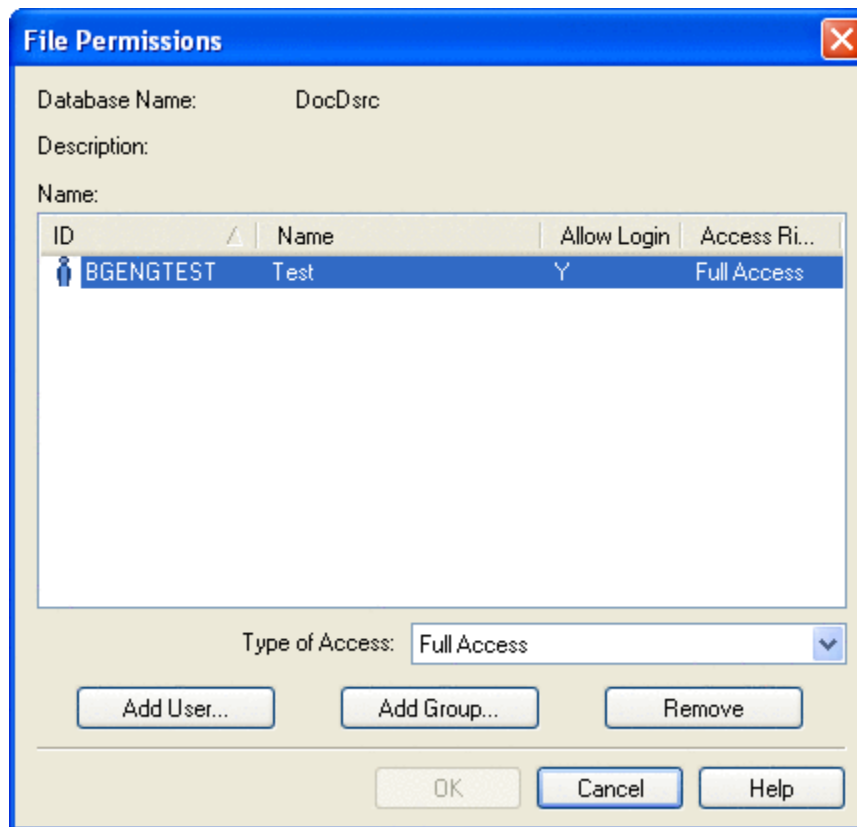 File Permissions
Database Name: DocDsrc
Description:
Name:
ID Name Allow Login Access Ri...
BGENGTEST Test Y Full Access
Type of Access: Full Access
Add User... Add Group... Remove
OK Cancel Help